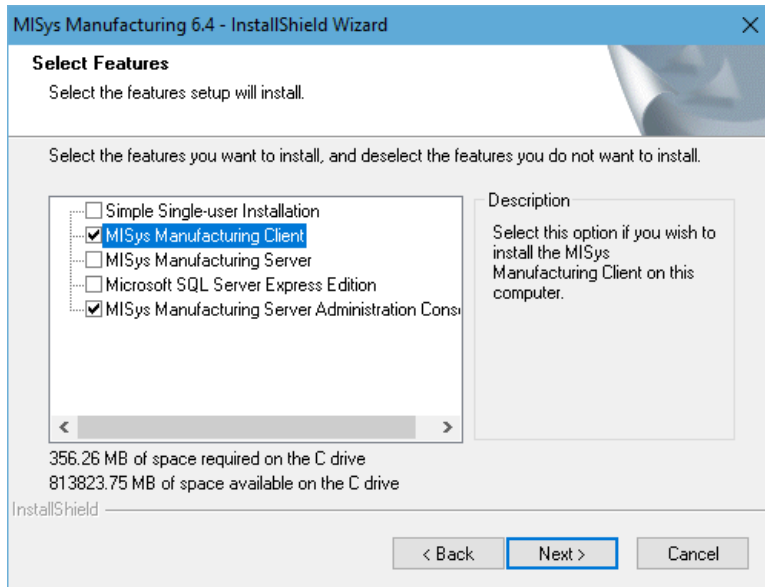 MISys Manufacturing 6.4 - InstallShield Wizard
Select Features
Select the features setup will install.
Select the features you want to install, and deselect the features you do not want to install.
Simple Single-user Installation
MISys Manufacturing Client
MISys Manufacturing Server
Microsoft SQL Server Express Edition
MISys Manufacturing Server Administration Cons
Description
Select this option if you wish to
install the MISys
Manufacturing Client on this
computer.
356.26 MB of space required on the C drive
813823.75 MB of space available on the C drive
InstallShield
< Back
Next >
Cancel